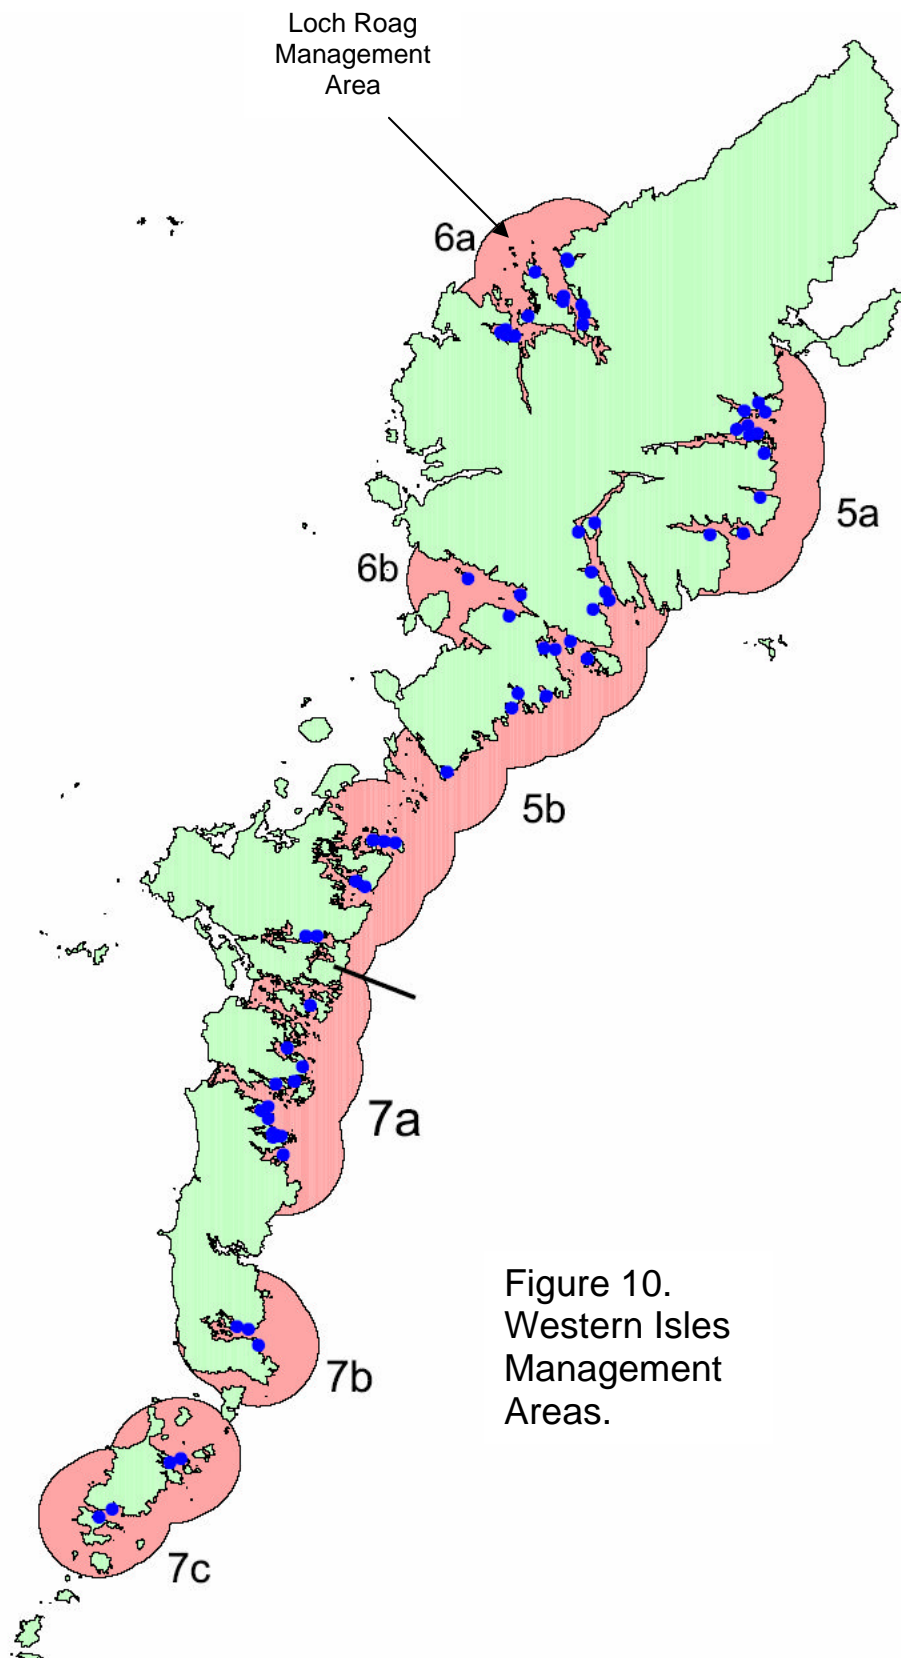 Loch Roag
Management
Area
6a
5a
6b
5b
7a
Figure 10.
Western Isles
Management
Areas.
7b
7c